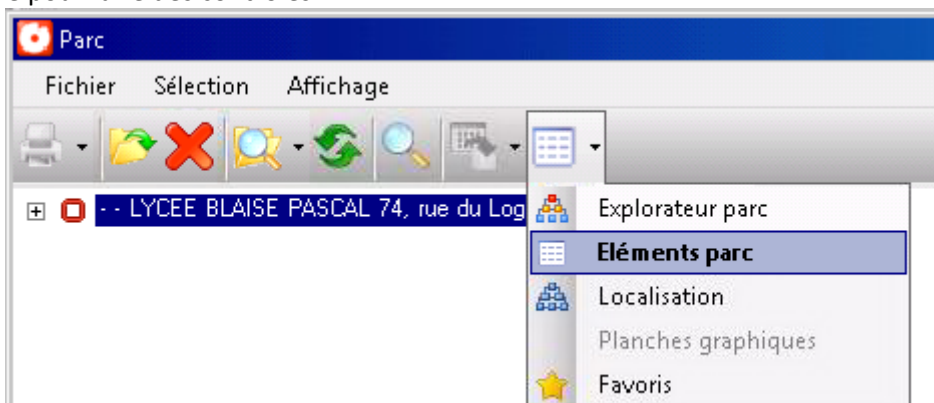 Parc
Fichier Sélection Affichage
- - LYCEE BLAISE PASCAL 74, rue du Log
Explorateur parc
Eléments parc
Localisation
Planches graphiques
Favoris